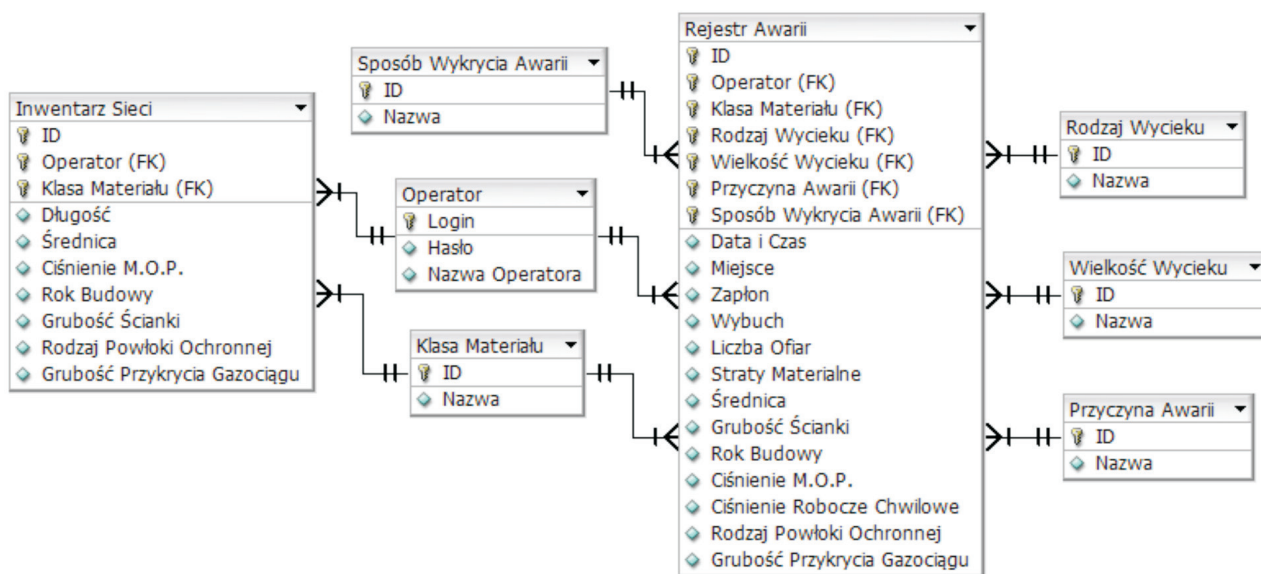 Inwentarz Sieci
ID
Operator (FK)
Klasa Materiału (FK)
Długość
Średnica
Ciśnienie M.O.P.
Rok Budowy
Grubość Ścianki
Rodzaj Powłoki Ochronnej
Grubość Przykrycia Gazociągu
Sposób Wykrycia Awarii
ID
Nazwa
Operator
Login
Hasło
Nazwa Operatora
Klasa Materiału
ID
Nazwa
Rejestr Awarii
ID
Operator (FK)
Klasa Materiału (FK)
Rodzaj Wycieku (FK)
Wielkość Wycieku (FK)
Przyczyna Awarii (FK)
Sposób Wykrycia Awarii (FK)
Data i Czas
Miejsce
Zapłon
Wybuch
Liczba Ofiar
Straty Materialne
Średnica
Grubość Ścianki
Rok Budowy
Ciśnienie M.O.P.
Ciśnienie Robocze Chwilowe
Rodzaj Powłoki Ochronnej
Grubość Przykrycia Gazociągu
Rodzaj Wycieku
ID
Nazwa
Wielkość Wycieku
ID
Nazwa
Przyczyna Awarii
ID
Nazwa